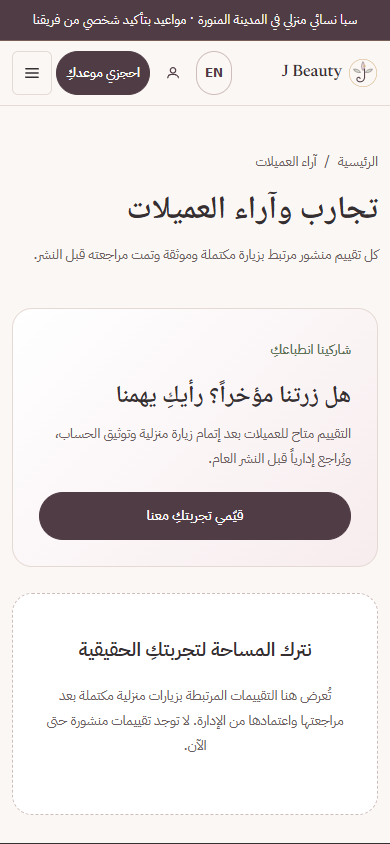 سبا نسائي منزلي في المدينة المنورة · مواعيد بتأكيد شخصي من فريقنا
J Beauty
EN
احجزي موعدكِ
الرئيسية / آراء العميلات
تجارب وآراء العميلات
كل تقييم منشور مرتبط بزيارة مكتملة وموثقة وتمت مراجعته قبل النشر.
شاركينا انطباعكِ
هل زرتنا مؤخراً؟ رأيكِ يهمنا
التقييم متاح للعميلات بعد إتمام زيارة منزلية وتوثيق الحساب،
ويُراجع إدارياً قبل النشر العام.
قيّمي تجربتكِ معنا
نترك المساحة لتجربتكِ الحقيقية
تُعرض هنا التقييمات المرتبطة بزيارات منزلية مكتملة بعد
مراجعتها واعتمادها من الإدارة. لا توجد تقييمات منشورة حتى
الآن.